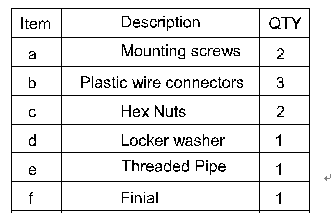 Item Description QTY
a Mounting screws 2
b Plastic wire connectors 3
c Hex Nuts 2
d Locker washer 1
e Threaded Pipe 1
f Finial 1